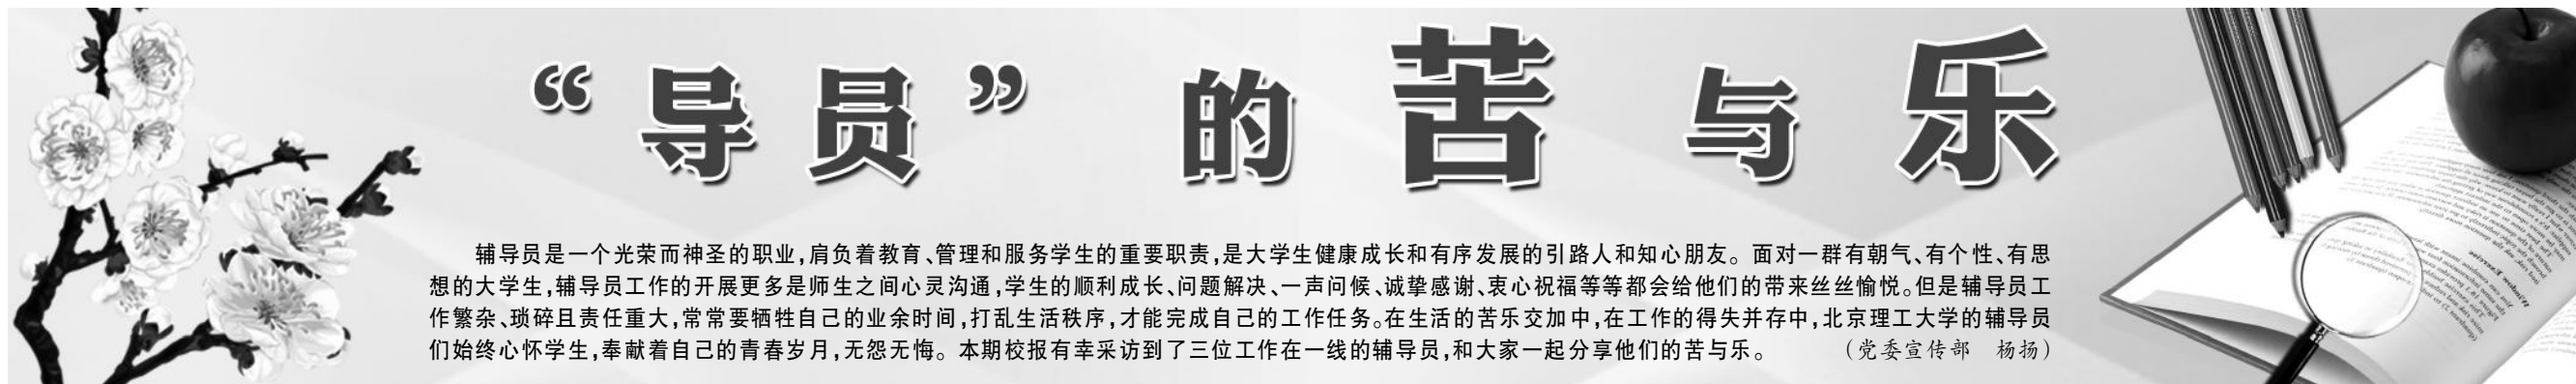 “导员”的苦与乐
辅导员是一个光荣而神圣的职业,肩负着教育、管理和服务学生的重要职责,是大学生健康成长和有序发展的引路人和知心朋友。面对一群有朝气、有个性、有思
想的大学生,辅导员工作的开展更多是师生之间心灵沟通,学生的顺利成长、问题解决、一声问候、诚挚感谢、衷心祝福等等都会给他们的带来丝丝愉悦。但是辅导员工
作繁杂、琐碎且责任重大,常常要牺牲自己的业余时间,打乱生活秩序,才能完成自己的工作任务。在生活的苦乐交加中,在工作的得失并存中,北京理工大学的辅导员
们始终心怀学生,奉献着自己的青春岁月,无怨无悔。本期校报有幸采访到了三位工作在一线的辅导员,和大家一起分享他们的苦与乐。 (党委宣传部 杨扬)